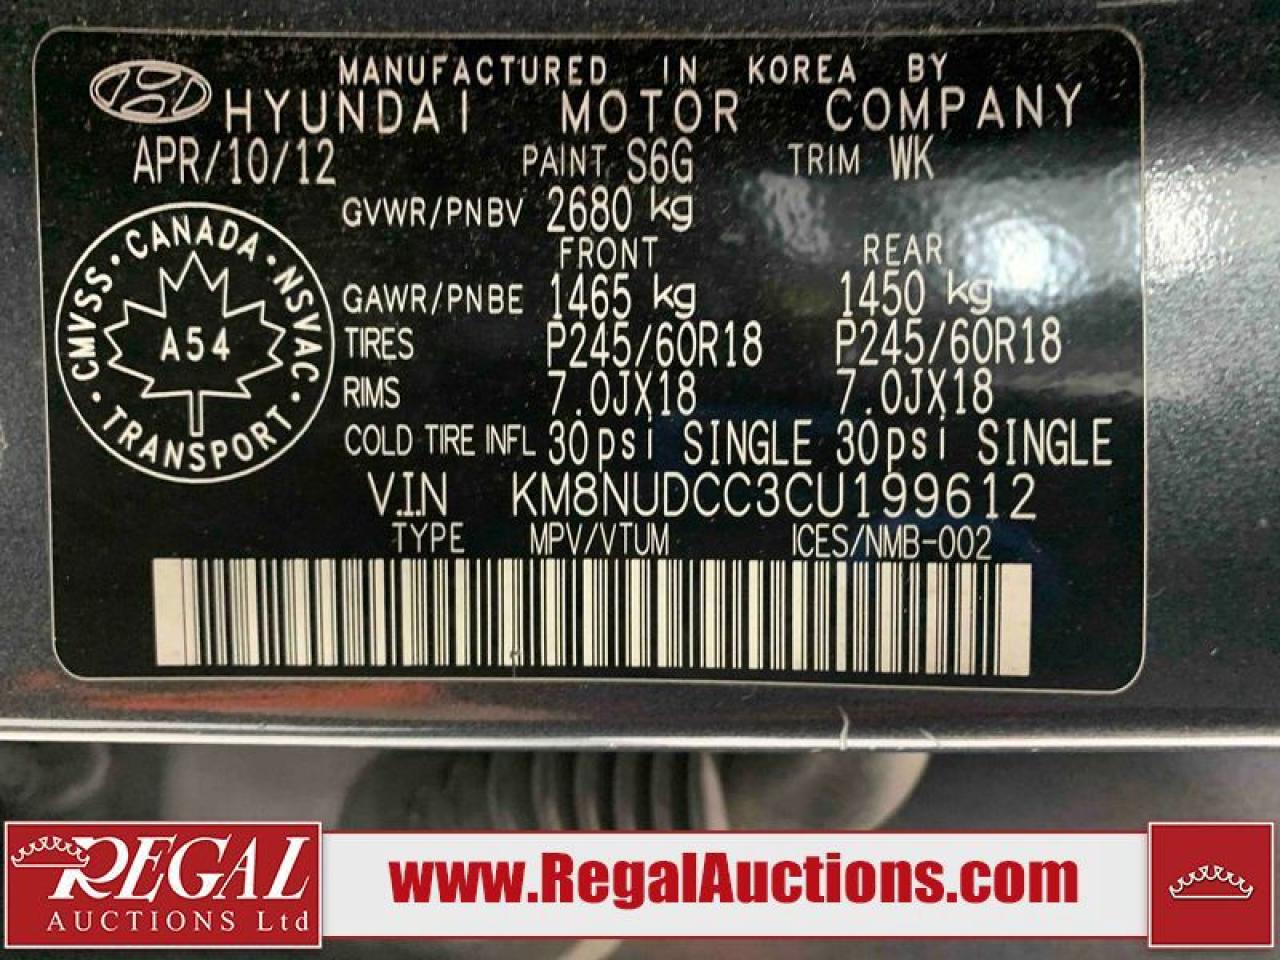 MANUFACTURED IN KOREA BY
HYUNDAI MOTOR COMPANY
APR/10/12 PAINT S6G TRIM WK
GVWR/PNBV 2680 kg
FRONT REAR
GAWR/PNBE 1465 kg 1450 kg
TIRES P245/60R18 P245/60R18
RIMS 7.0JX18 7.0JX18
COLD TIRE INFL 30psi SINGLE 30psi SINGLE
V.I.N KM8NUDCC3CU199612
TYPE MPV/VTUM ICES/NMB-002
CMVSS · CANADA · NSVAC · TRANSPORT ·
A54
REGAL
AUCTIONS Ltd
www.RegalAuctions.com